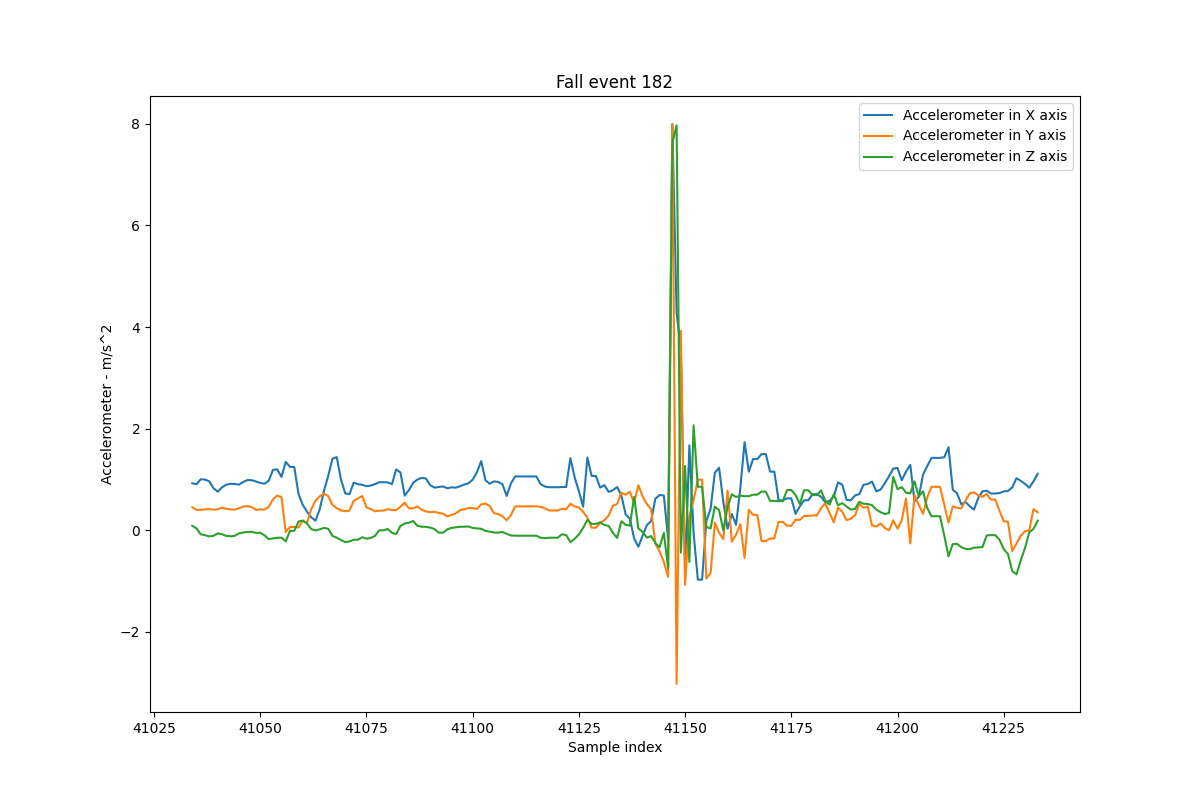 Fall event 182
Accelerometer in X axis
Accelerometer in Y axis
Accelerometer in Z axis
8
6
4
2
0
−2
Accelerometer - m/s^2
41025 41050 41075 41100 41125 41150 41175 41200 41225
Sample index